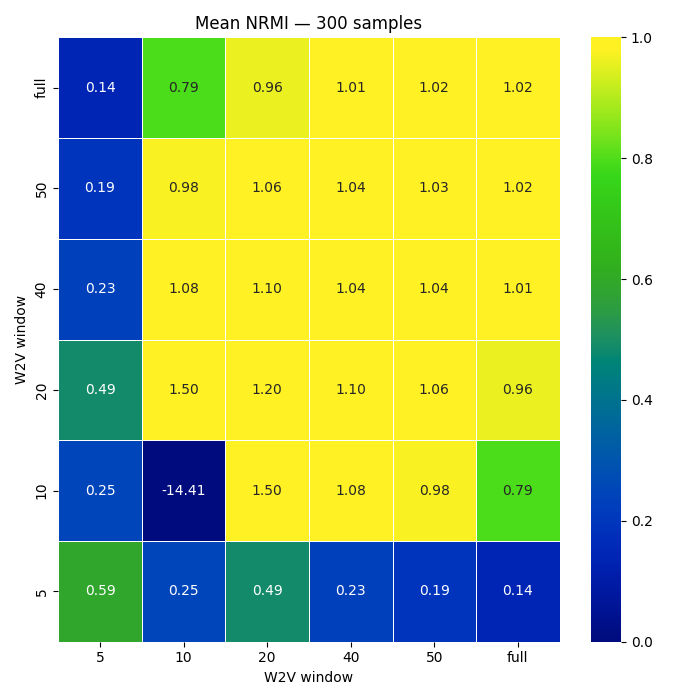 Mean NRMI — 300 samples
W2V window
full 0.14 0.79 0.96 1.01 1.02 1.02
50 0.19 0.98 1.06 1.04 1.03 1.02
40 0.23 1.08 1.10 1.04 1.04 1.01
20 0.49 1.50 1.20 1.10 1.06 0.96
10 0.25 -14.41 1.50 1.08 0.98 0.79
5 0.59 0.25 0.49 0.23 0.19 0.14
5 10 20 40 50 full
W2V window
1.0
0.8
0.6
0.4
0.2
0.0